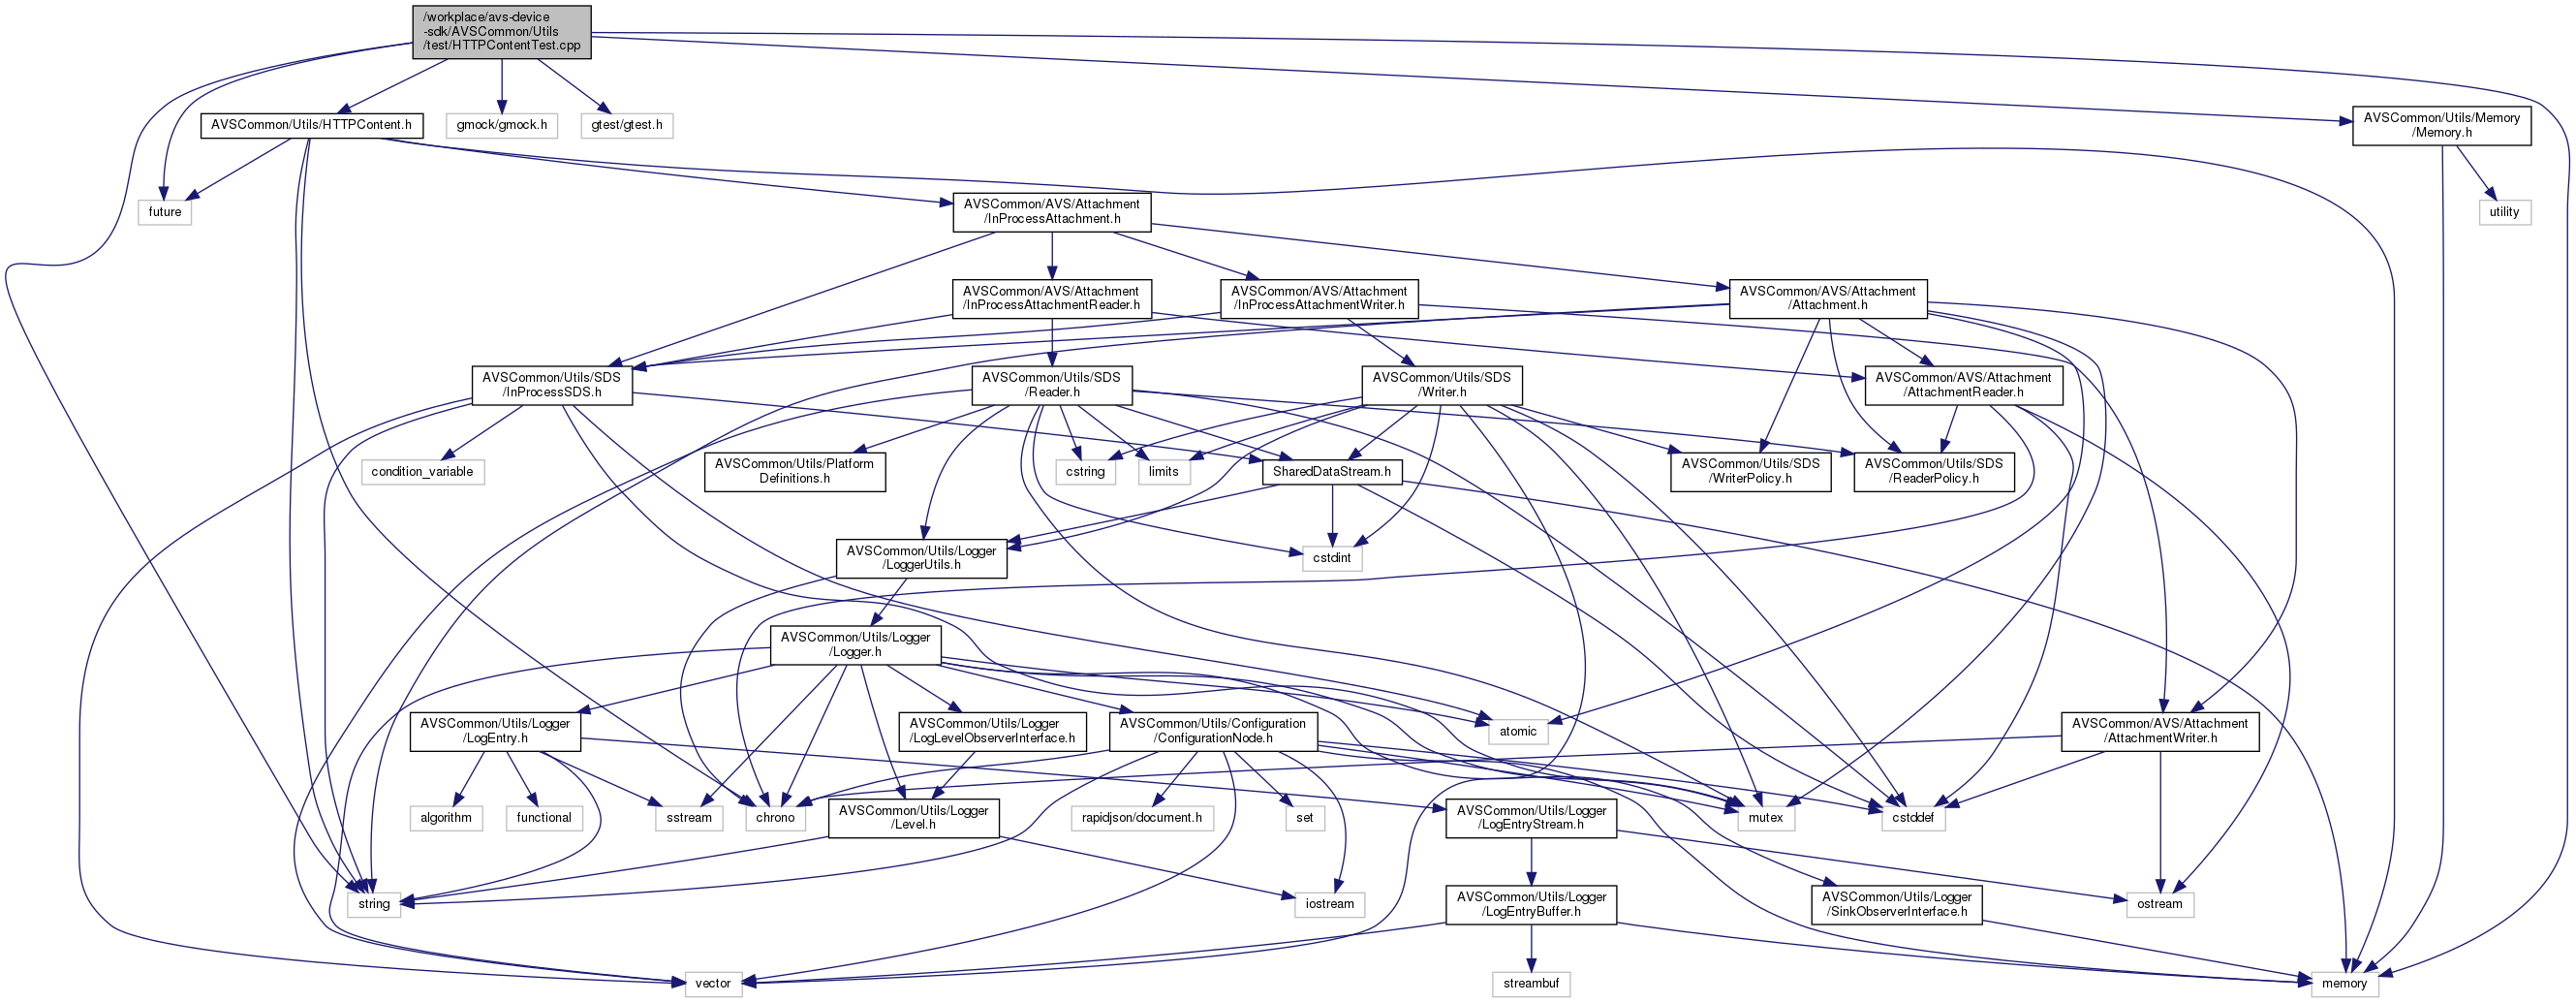 /workplace/avs-device
-sdk/AVSCommon/Utils
/test/HTTPContentTest.cpp
AVSCommon/Utils/HTTPContent.h
gmock/gmock.h
gtest/gtest.h
AVSCommon/Utils/Memory
/Memory.h
future
AVSCommon/AVS/Attachment
/InProcessAttachment.h
utility
AVSCommon/AVS/Attachment
/InProcessAttachmentReader.h
AVSCommon/AVS/Attachment
/InProcessAttachmentWriter.h
AVSCommon/AVS/Attachment
/Attachment.h
AVSCommon/Utils/SDS
/InProcessSDS.h
AVSCommon/Utils/SDS
/Reader.h
AVSCommon/Utils/SDS
/Writer.h
AVSCommon/AVS/Attachment
/AttachmentReader.h
condition_variable
AVSCommon/Utils/Platform
Definitions.h
cstring
limits
SharedDataStream.h
AVSCommon/Utils/SDS
/WriterPolicy.h
AVSCommon/Utils/SDS
/ReaderPolicy.h
AVSCommon/Utils/Logger
/LoggerUtils.h
cstdint
AVSCommon/Utils/Logger
/Logger.h
AVSCommon/Utils/Logger
/LogEntry.h
AVSCommon/Utils/Logger
/LogLevelObserverInterface.h
AVSCommon/Utils/Configuration
/ConfigurationNode.h
atomic
AVSCommon/AVS/Attachment
/AttachmentWriter.h
algorithm
functional
sstream
chrono
AVSCommon/Utils/Logger
/Level.h
rapidjson/document.h
set
AVSCommon/Utils/Logger
/LogEntryStream.h
mutex
cstddef
string
iostream
AVSCommon/Utils/Logger
/LogEntryBuffer.h
AVSCommon/Utils/Logger
/SinkObserverInterface.h
ostream
vector
streambuf
memory